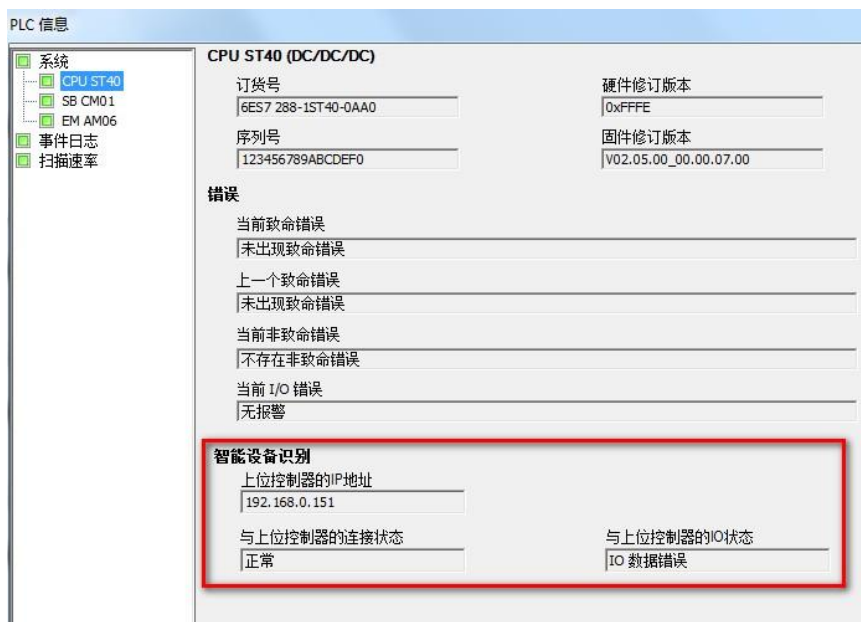 PLC 信息
系统
CPU ST40
SB CM01
EM AM06
事件日志
扫描速率
CPU ST40 (DC/DC/DC)
订货号 硬件修订版本
6ES7 288-1ST40-0AA0 0xFFFE
序列号 固件修订版本
123456789ABCDEF0 V02.05.00_00.00.07.00
错误
当前致命错误
未出现致命错误
上一个致命错误
未出现致命错误
当前非致命错误
不存在非致命错误
当前 I/O 错误
无报警
智能设备识别
上位控制器的IP地址
192.168.0.151
与上位控制器的连接状态 与上位控制器的IO状态
正常 IO 数据错误